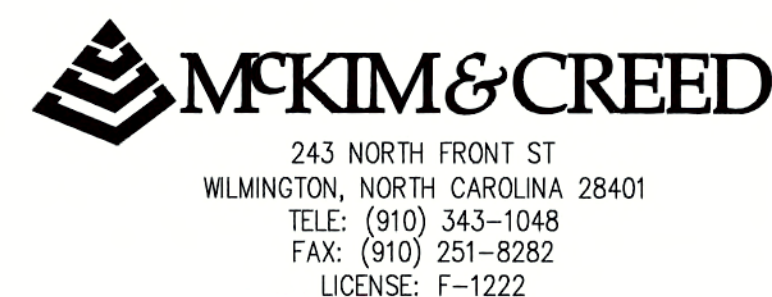 McKIM & CREED
243 NORTH FRONT ST
WILMINGTON, NORTH CAROLINA 28401
TELE: (910) 343-1048
FAX: (910) 251-8282
LICENSE: F-1222